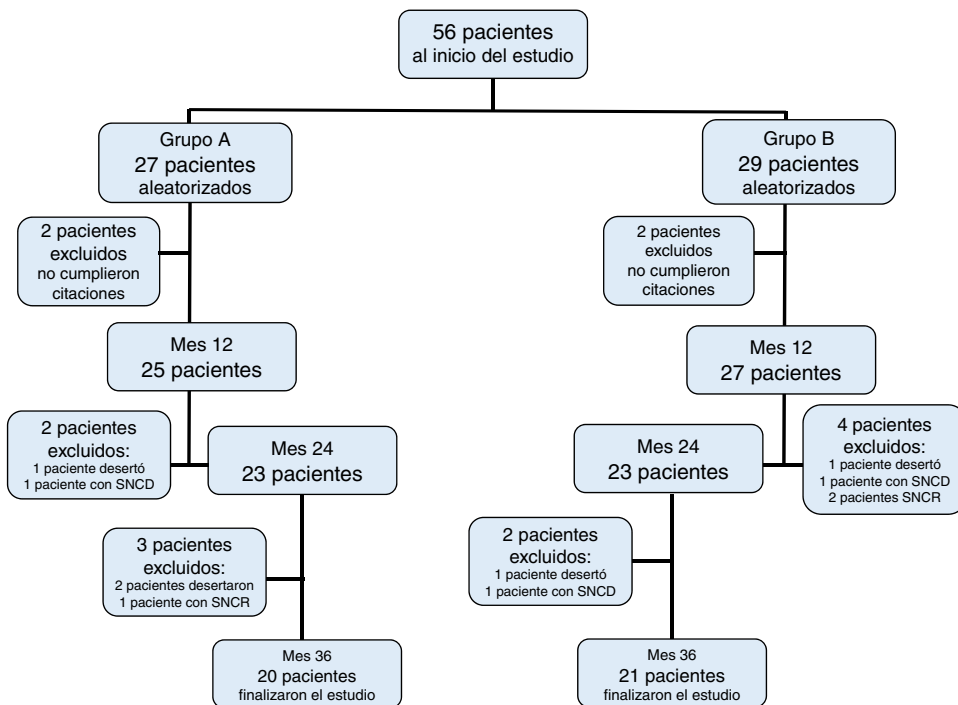 56 pacientes
al inicio del estudio
Grupo A
27 pacientes
aleatorizados
Grupo B
29 pacientes
aleatorizados
2 pacientes
excluidos
no cumplieron
citaciones
2 pacientes
excluidos
no cumplieron
citaciones
Mes 12
25 pacientes
Mes 12
27 pacientes
2 pacientes
excluidos:
1 paciente desertó
1 paciente con SNCD
Mes 24
23 pacientes
Mes 24
23 pacientes
4 pacientes
excluidos:
1 paciente desertó
1 paciente con SNCD
2 pacientes SNCR
3 pacientes
excluidos:
2 pacientes desertaron
1 paciente con SNCR
2 pacientes
excluidos:
1 paciente desertó
1 paciente con SNCD
Mes 36
20 pacientes
finalizaron el estudio
Mes 36
21 pacientes
finalizaron el estudio